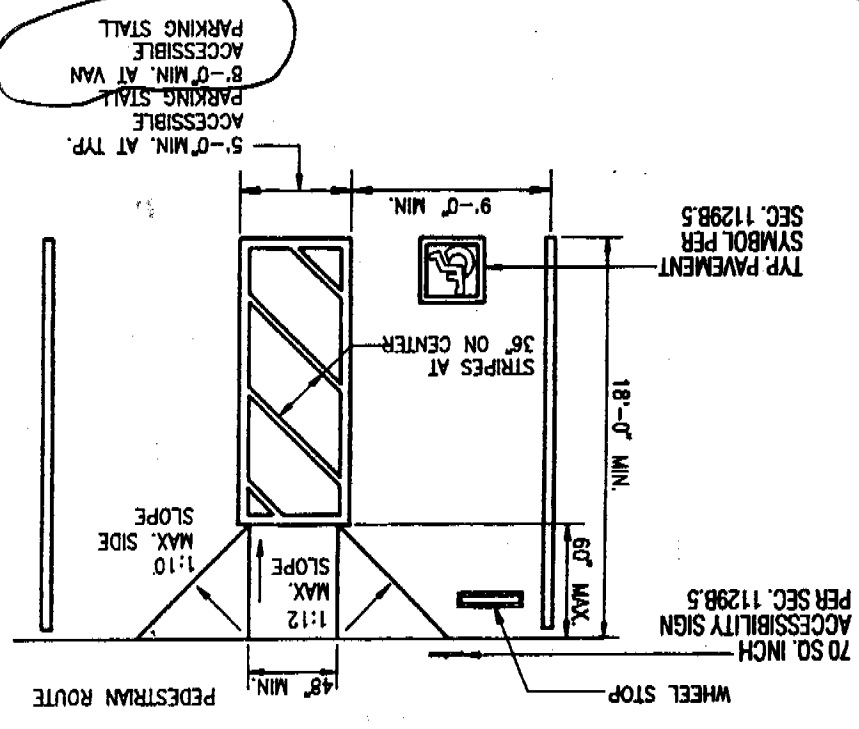 WHEEL STOP
70 SQ. INCH
ACCESSIBILITY SIGN
PER SEC. 1129B.5
48" MIN.
PEDESTRIAN ROUTE
60" MAX.
1:12
MAX.
SLOPE
1:10
MAX. SIDE
SLOPE
18'-0" MIN.
STRIPES AT
36" ON CENTER
TYP. PAVEMENT
SYMBOL PER
SEC. 1129B.5
9'-0" MIN.
5'-0" MIN. AT TYP.
ACCESSIBLE
PARKING STALL
8'-0" MIN. AT VAN
ACCESSIBLE
PARKING STALL